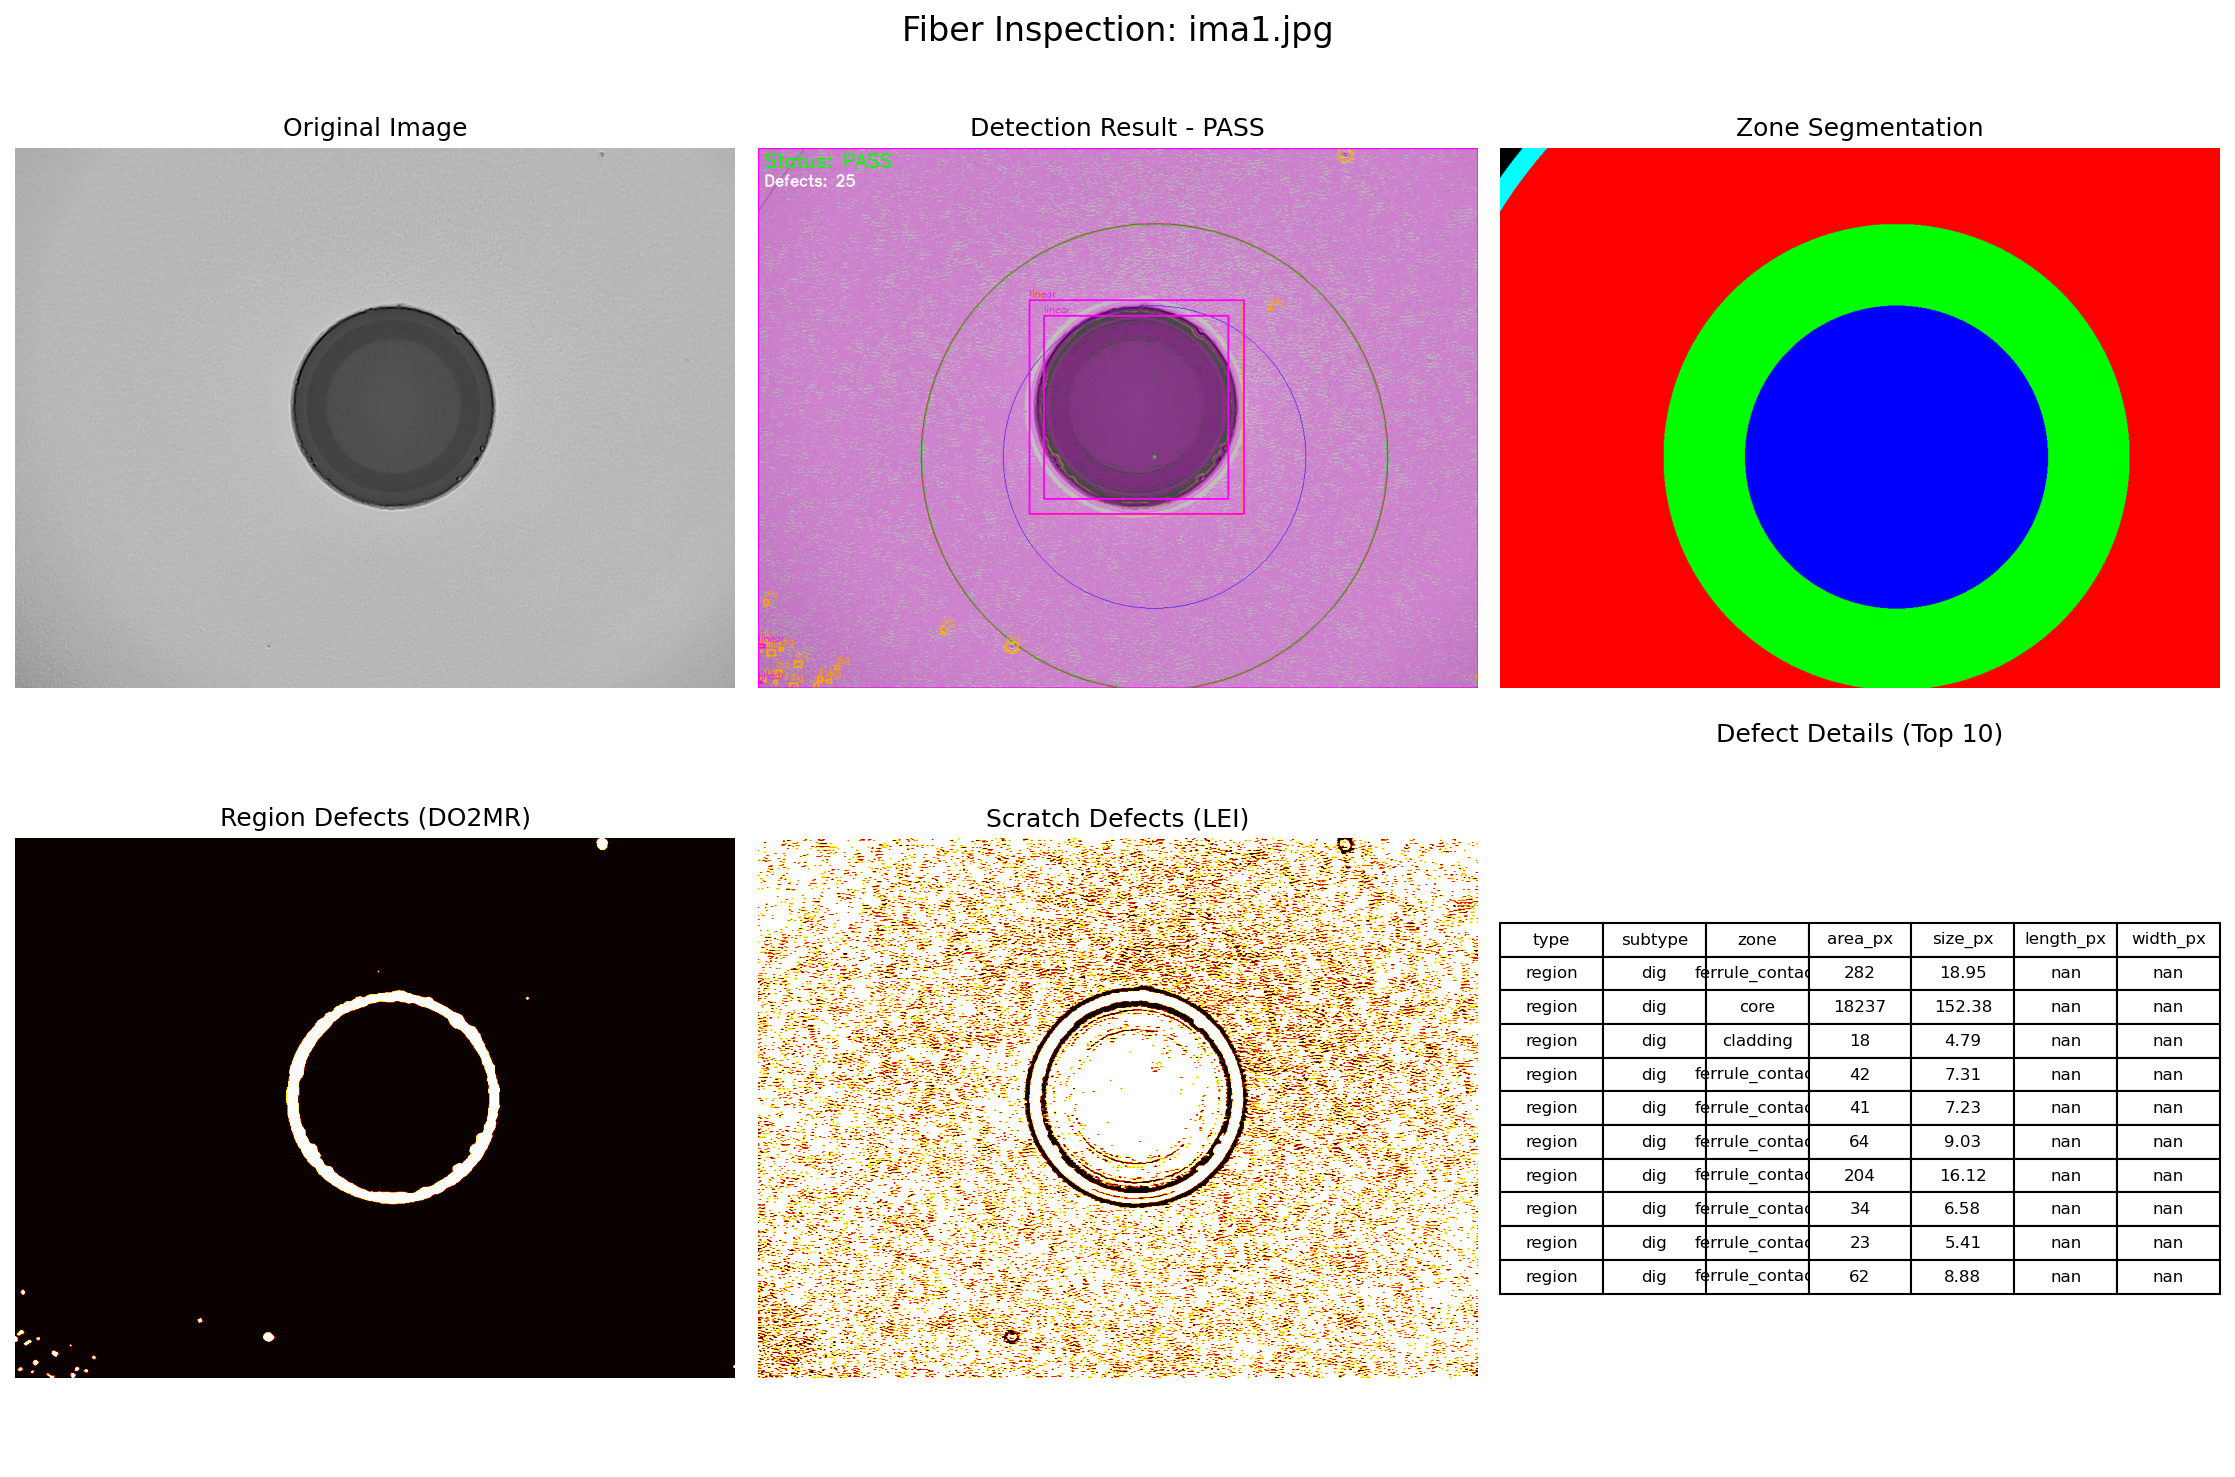 Fiber Inspection: ima1.jpg
Original Image
Detection Result - PASS
Zone Segmentation
Status: PASS
Defects: 25
linear
linear
Defect Details (Top 10)
Region Defects (DO2MR)
Scratch Defects (LEI)
type subtype zone area_px size_px length_px width_px
region dig ferrule_contac 282 18.95 nan nan
region dig core 18237 152.38 nan nan
region dig cladding 18 4.79 nan nan
region dig ferrule_contac 42 7.31 nan nan
region dig ferrule_contac 41 7.23 nan nan
region dig ferrule_contac 64 9.03 nan nan
region dig ferrule_contac 204 16.12 nan nan
region dig ferrule_contac 34 6.58 nan nan
region dig ferrule_contac 23 5.41 nan nan
region dig ferrule_contac 62 8.88 nan nan